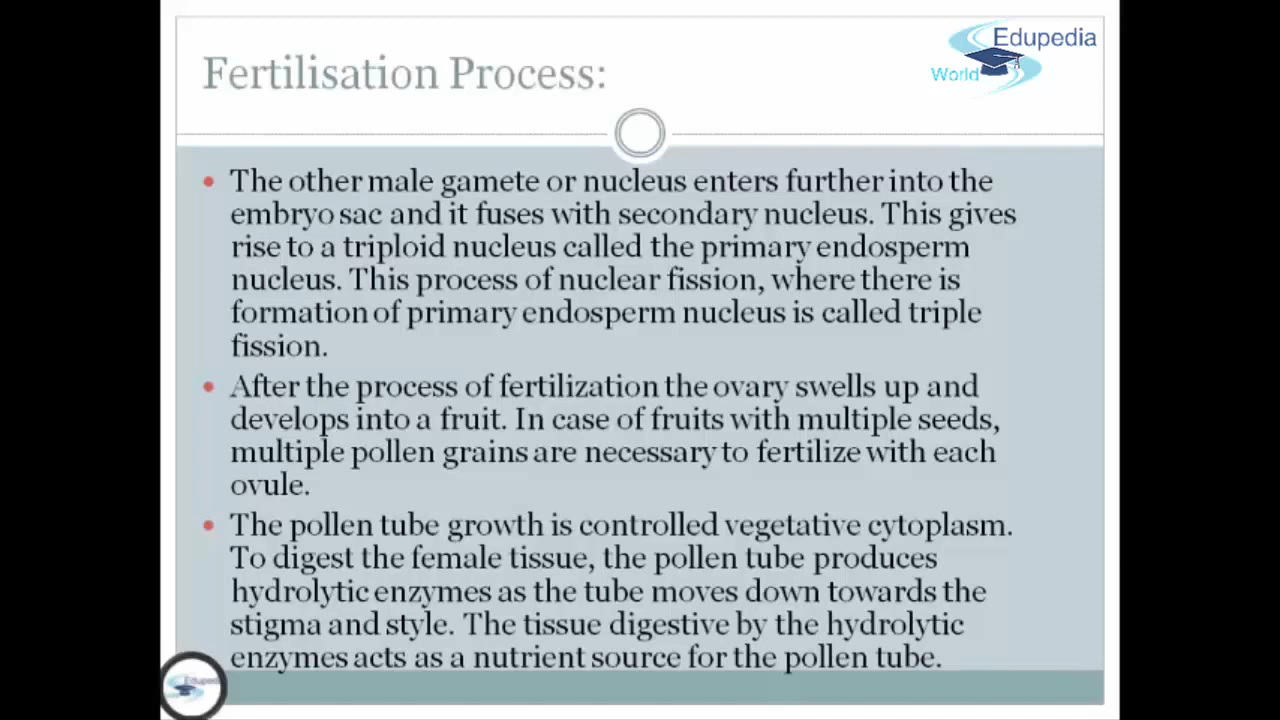 Edupedia
World
Fertilisation Process:
• The other male gamete or nucleus enters further into the
embryo sac and it fuses with secondary nucleus. This gives
rise to a triploid nucleus called the primary endosperm
nucleus. This process of nuclear fission, where there is
formation of primary endosperm nucleus is called triple
fission.
• After the process of fertilization the ovary swells up and
develops into a fruit. In case of fruits with multiple seeds,
multiple pollen grains are necessary to fertilize with each
ovule.
• The pollen tube growth is controlled vegetative cytoplasm.
To digest the female tissue, the pollen tube produces
hydrolytic enzymes as the tube moves down towards the
stigma and style. The tissue digestive by the hydrolytic
enzymes acts as a nutrient source for the pollen tube.